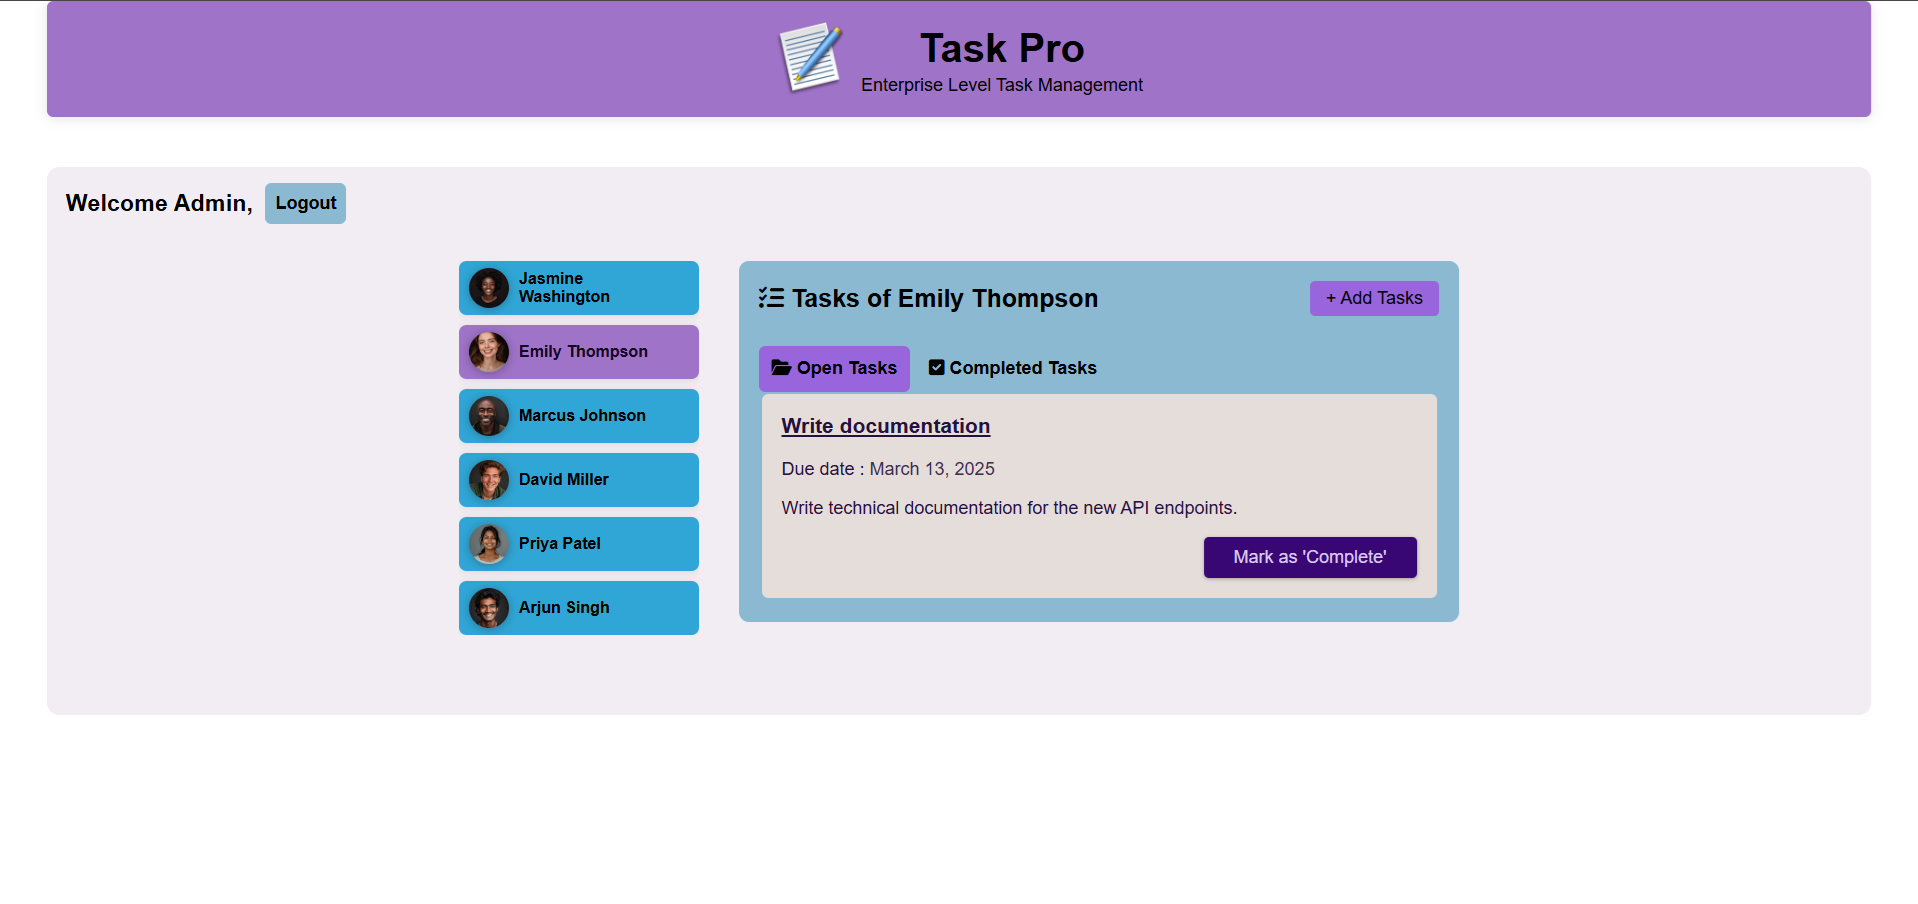 Task Pro
Enterprise Level Task Management
Welcome Admin,
Logout
Jasmine
Washington
Emily Thompson
Marcus Johnson
David Miller
Priya Patel
Arjun Singh
Tasks of Emily Thompson
+ Add Tasks
Open Tasks
Completed Tasks
Write documentation
Due date : March 13, 2025
Write technical documentation for the new API endpoints.
Mark as 'Complete'